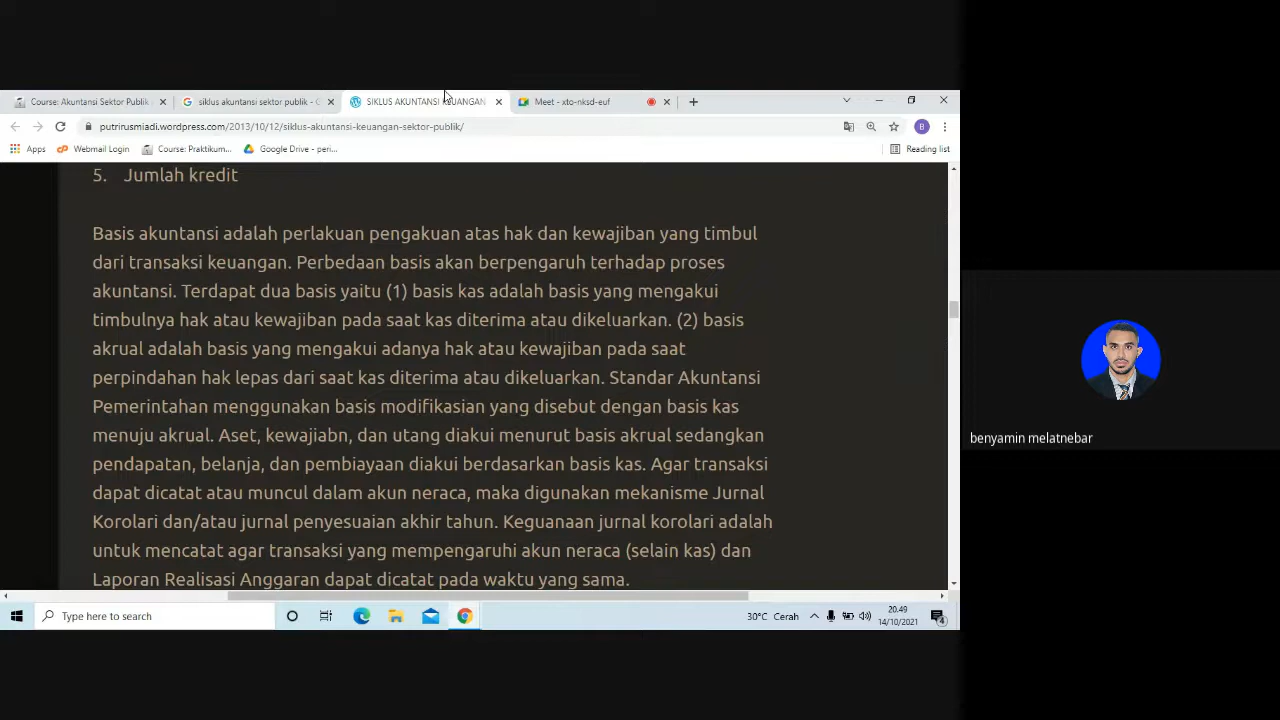 Course: Akuntansi Sektor Publik
siklus akuntansi sektor publik - G
SIKLUS AKUNTANSI KEUANGAN
Meet - xto-nksd-euf
putrirusmiadi.wordpress.com/2013/10/12/siklus-akuntansi-keuangan-sektor-publik/
B
Apps
Webmail Login
Course: Praktikum...
Google Drive - peri...
Reading list
5. Jumlah kredit
Basis akuntansi adalah perlakuan pengakuan atas hak dan kewajiban yang timbul
dari transaksi keuangan. Perbedaan basis akan berpengaruh terhadap proses
akuntansi. Terdapat dua basis yaitu (1) basis kas adalah basis yang mengakui
timbulnya hak atau kewajiban pada saat kas diterima atau dikeluarkan. (2) basis
akrual adalah basis yang mengakui adanya hak atau kewajiban pada saat
perpindahan hak lepas dari saat kas diterima atau dikeluarkan. Standar Akuntansi
Pemerintahan menggunakan basis modifikasian yang disebut dengan basis kas
menuju akrual. Aset, kewajiabn, dan utang diakui menurut basis akrual sedangkan
pendapatan, belanja, dan pembiayaan diakui berdasarkan basis kas. Agar transaksi
dapat dicatat atau muncul dalam akun neraca, maka digunakan mekanisme Jurnal
Korolari dan/atau jurnal penyesuaian akhir tahun. Keguanaan jurnal korolari adalah
untuk mencatat agar transaksi yang mempengaruhi akun neraca (selain kas) dan
Laporan Realisasi Anggaran dapat dicatat pada waktu yang sama.
benyamin melatnebar
Type here to search
30°C Cerah
20.49
14/10/2021
4